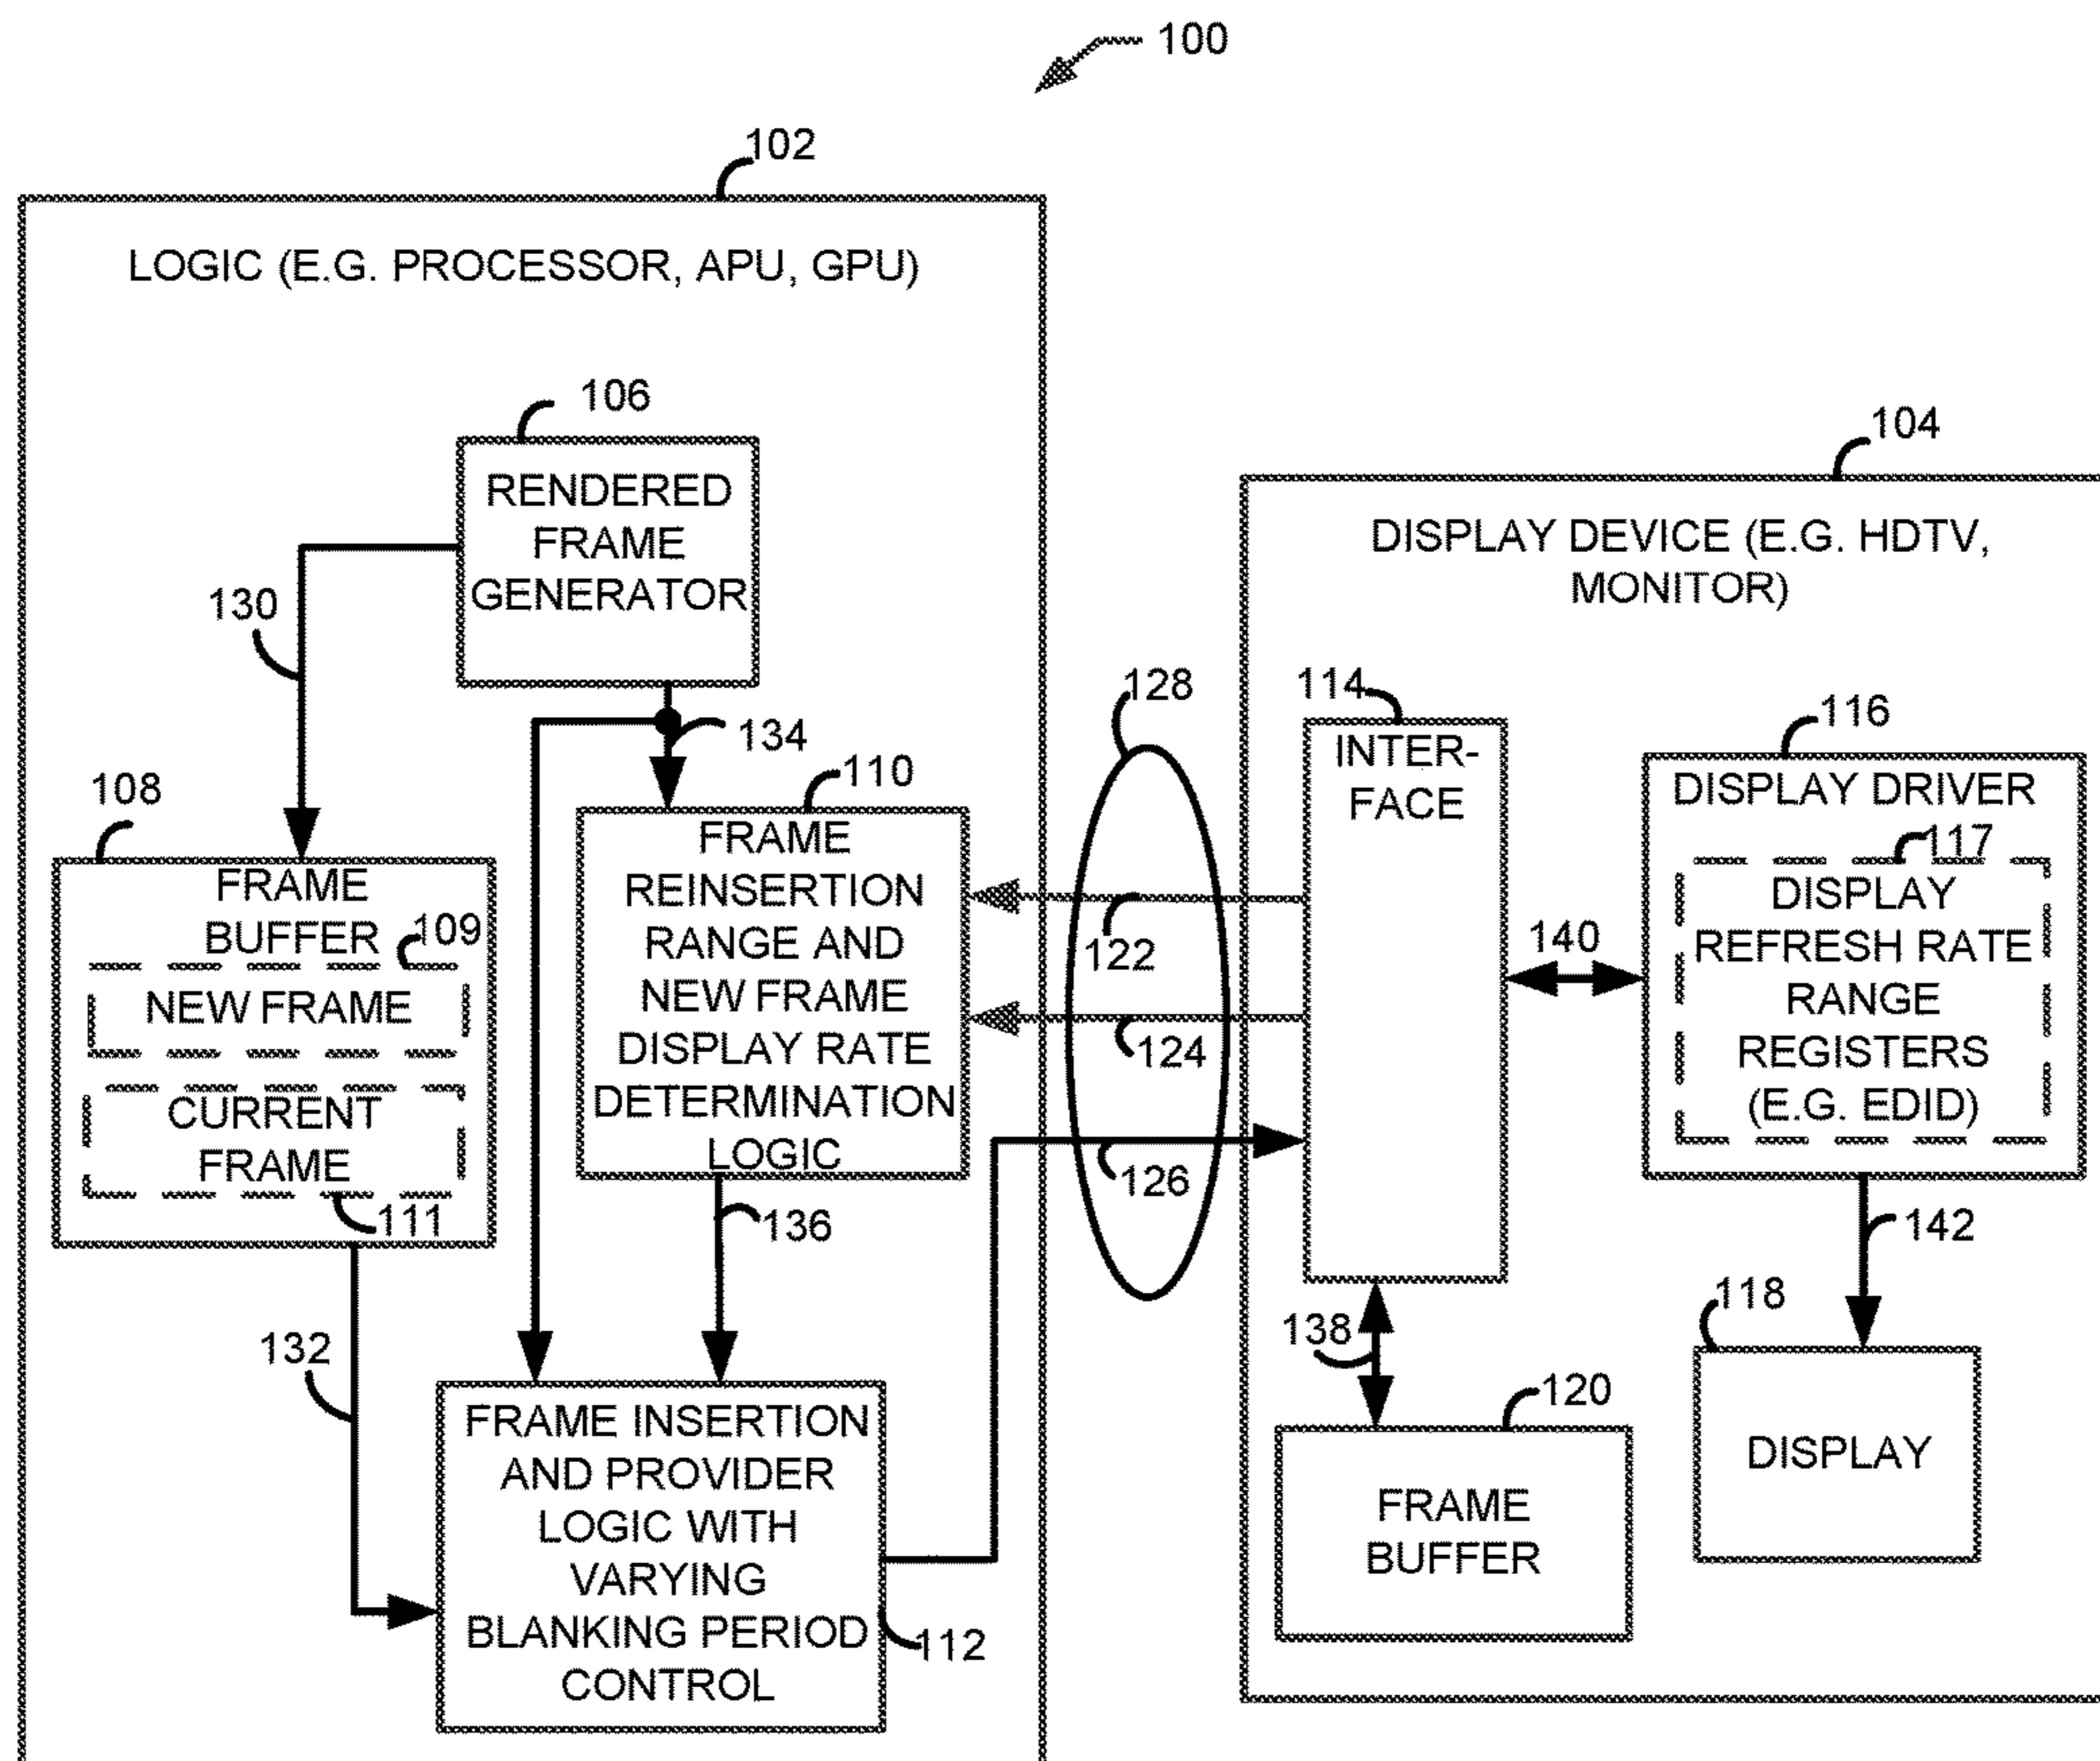 100
102
LOGIC (E.G. PROCESSOR, APU, GPU)
106
RENDERED
FRAME
GENERATOR
130
134
108
FRAME
BUFFER
109
NEW FRAME
CURRENT
FRAME
111
110
FRAME
REINSERTION
RANGE AND
NEW FRAME
DISPLAY RATE
DETERMINATION
LOGIC
136
132
FRAME INSERTION
AND PROVIDER
LOGIC WITH
VARYING
BLANKING PERIOD
CONTROL
112
128
122
124
126
104
DISPLAY DEVICE (E.G. HDTV,
MONITOR)
114
INTER-
FACE
140
116
DISPLAY DRIVER
117
DISPLAY
REFRESH RATE
RANGE
REGISTERS
(E.G. EDID)
142
138
120
FRAME
BUFFER
118
DISPLAY